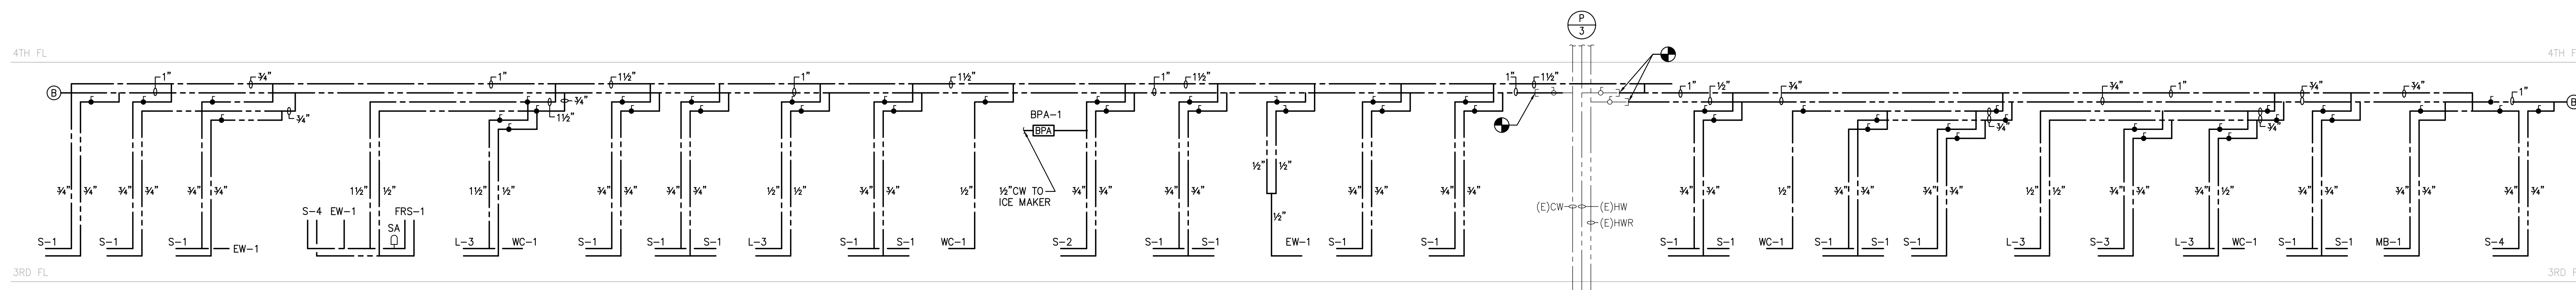 P
3
4TH FL
4TH F
1" ¾" 1" 1½" 1" 1½" 1" 1½" 1" 1½" 1" ½" ¾" ¾" 1" ¾" ¾" 1"
B
B
¾" ¾" 1½" ¾" ¾"
BPA-1
BPA
½" ½"
¾" ¾" ¾" ¾" ¾" ¾" 1½" ½" 1½" ½" ¾" ¾" ¾" ¾" ½" ½" ¾" ¾" ½" ¾" ¾" ¾" ¾" ¾" ¾" ¾" ¾" ¾" ¾" ½" ¾" ¾" ¾" ¾" ½" ½" ¾" ¾" ¾" ½" ¾" ¾" ¾" ¾" ¾" ¾"
½"CW TO
ICE MAKER
(E)CW (E)HW
S-4 EW-1 FRS-1
½"
(E)HWR
SA
S-1 S-1 S-1 L-3 WC-1 S-1 S-1 S-1 L-3 S-1 S-1 WC-1 S-2 S-1 S-1 EW-1 S-1 S-1 S-1 S-1 WC-1 S-1 S-1 S-1 L-3 S-3 L-3 WC-1 S-1 S-1 MB-1 S-4
EW-1
3RD FL
3RD F